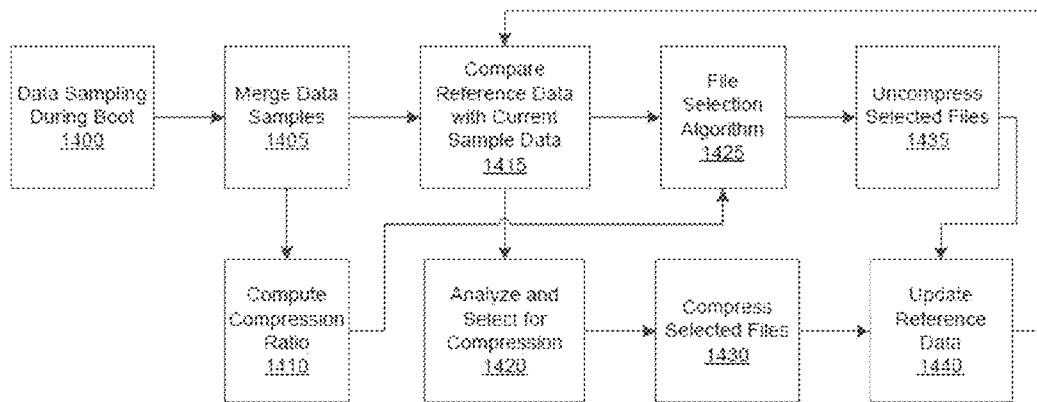 Data Sampling
During Boot
1400
Merge Data
Samples
1405
Compare
Reference Data
with Current
Sample Data
1415
File
Selection
Algorithm
1425
Uncompress
Selected Files
1435
Compute
Compression
Ratio
1410
Analyze and
Select for
Compression
1420
Compress
Selected Files
1430
Update
Reference
Data
1440